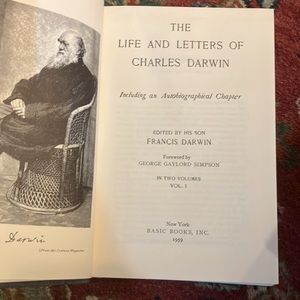 THE
LIFE AND LETTERS OF
CHARLES DARWIN
Including an Autobiographical Chapter
EDITED BY HIS SON
FRANCIS DARWIN
Foreword by
GEORGE GAYLORD SIMPSON
IN TWO VOLUMES
VOL. I
New York
BASIC BOOKS, INC.
1959
Darwin